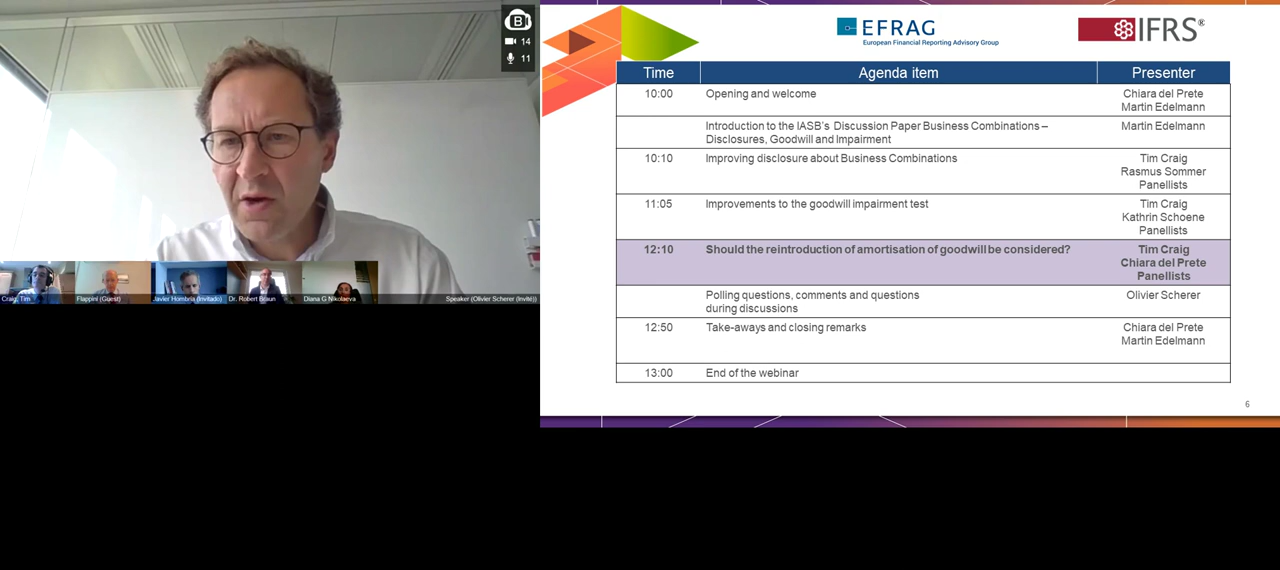 B
14
11
Craig, Tim
Flappini (Guest)
Javier Hombria (Invitado)
Dr. Robert Braun
Diana G Nikolaeva
Speaker (Olivier Scherer (Invité))
EFRAG
European Financial Reporting Advisory Group
IFRS®
Time Agenda item Presenter
10:00 Opening and welcome Chiara del Prete
Martin Edelmann
Introduction to the IASB's Discussion Paper Business Combinations – Martin Edelmann
Disclosures, Goodwill and Impairment
10:10 Improving disclosure about Business Combinations Tim Craig
Rasmus Sommer
Panellists
11:05 Improvements to the goodwill impairment test Tim Craig
Kathrin Schoene
Panellists
12:10 Should the reintroduction of amortisation of goodwill be considered? Tim Craig
Chiara del Prete
Panellists
Polling questions, comments and questions Olivier Scherer
during discussions
12:50 Take-aways and closing remarks Chiara del Prete
Martin Edelmann
13:00 End of the webinar
6